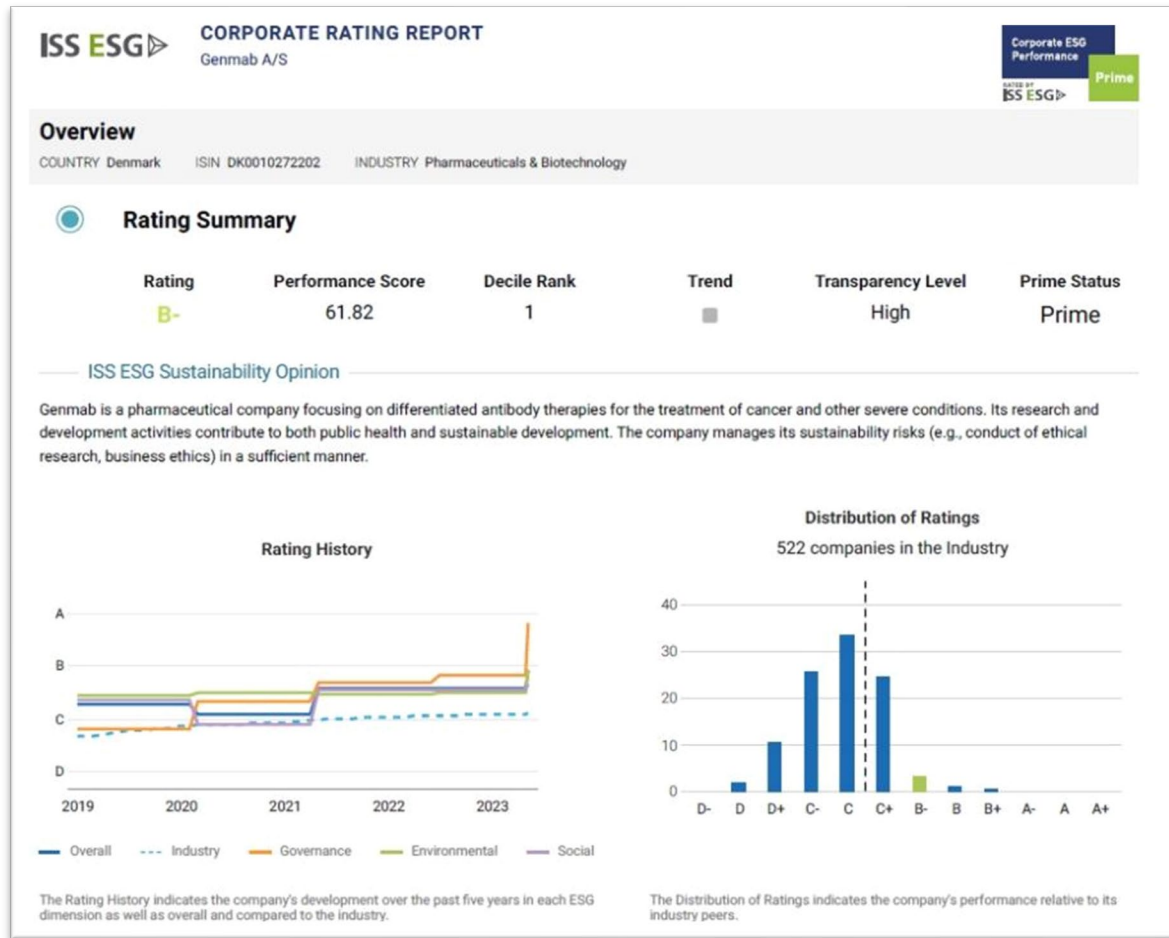 ISS ESG
CORPORATE RATING REPORT
Genmab A/S
Corporate ESG
Performance
Prime
RATED BY
ISS ESG
Overview
COUNTRY Denmark ISIN DK0010272202 INDUSTRY Pharmaceuticals & Biotechnology
Rating Summary
Rating Performance Score Decile Rank Trend Transparency Level Prime Status
B- 61.82 1 High Prime
ISS ESG Sustainability Opinion
Genmab is a pharmaceutical company focusing on differentiated antibody therapies for the treatment of cancer and other severe conditions. Its research and
development activities contribute to both public health and sustainable development. The company manages its sustainability risks (e.g., conduct of ethical
research, business ethics) in a sufficient manner.
Rating History
A
B
C
D
2019 2020 2021 2022 2023
Overall Industry Governance Environmental Social
The Rating History indicates the company's development over the past five years in each ESG
dimension as well as overall and compared to the industry.
Distribution of Ratings
522 companies in the Industry
40
30
20
10
0
D- D D+ C- C C+ B- B B+ A- A A+
The Distribution of Ratings indicates the company's performance relative to its
industry peers.